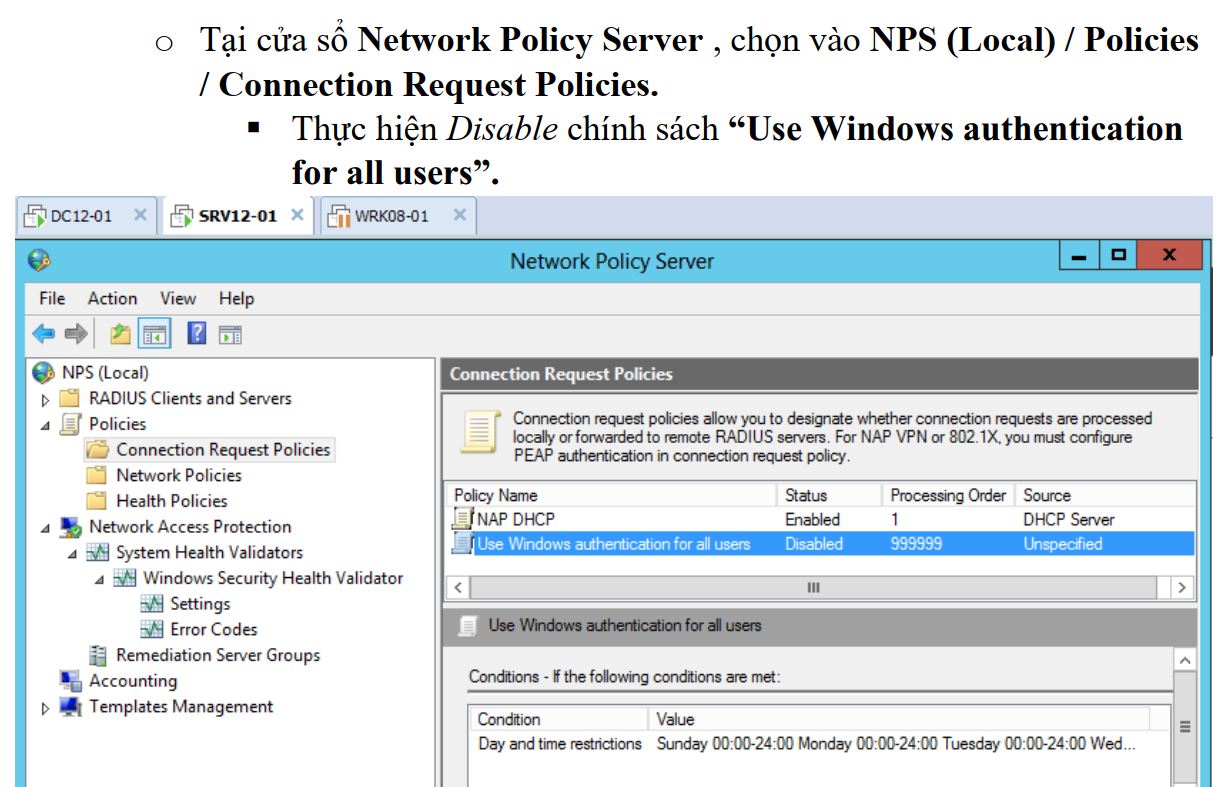 o Tại cửa sổ Network Policy Server , chọn vào NPS (Local) / Policies
/ Connection Request Policies.
▪ Thực hiện Disable chính sách “Use Windows authentication
for all users”.
DC12-01 SRV12-01 WRK08-01
Network Policy Server
File Action View Help
NPS (Local)
RADIUS Clients and Servers
Policies
Connection Request Policies
Network Policies
Health Policies
Network Access Protection
System Health Validators
Windows Security Health Validator
Settings
Error Codes
Remediation Server Groups
Accounting
Templates Management
Connection Request Policies
Connection request policies allow you to designate whether connection requests are processed
locally or forwarded to remote RADIUS servers. For NAP VPN or 802.1X, you must configure
PEAP authentication in connection request policy.
Policy Name Status Processing Order Source
NAP DHCP Enabled 1 DHCP Server
Use Windows authentication for all users Disabled 999999 Unspecified
Use Windows authentication for all users
Conditions - If the following conditions are met:
Condition Value
Day and time restrictions Sunday 00:00-24:00 Monday 00:00-24:00 Tuesday 00:00-24:00 Wed...